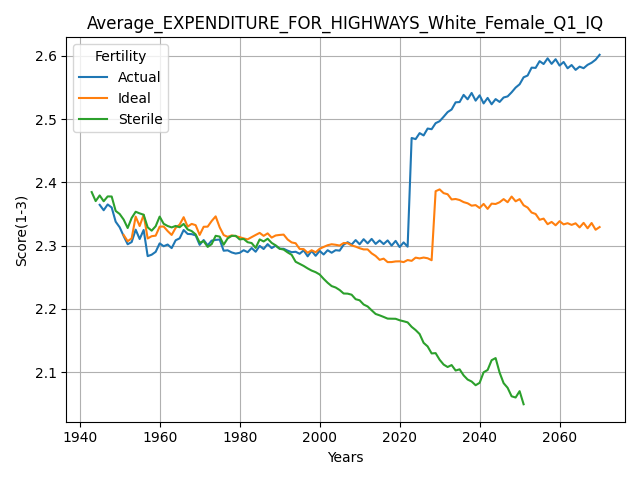 Average_EXPENDITURE_FOR_HIGHWAYS_White_Female_Q1_IQ
Fertility
Actual
Ideal
Sterile
Score(1-3)
2.6
2.5
2.4
2.3
2.2
2.1
1940 1960 1980 2000 2020 2040 2060
Years